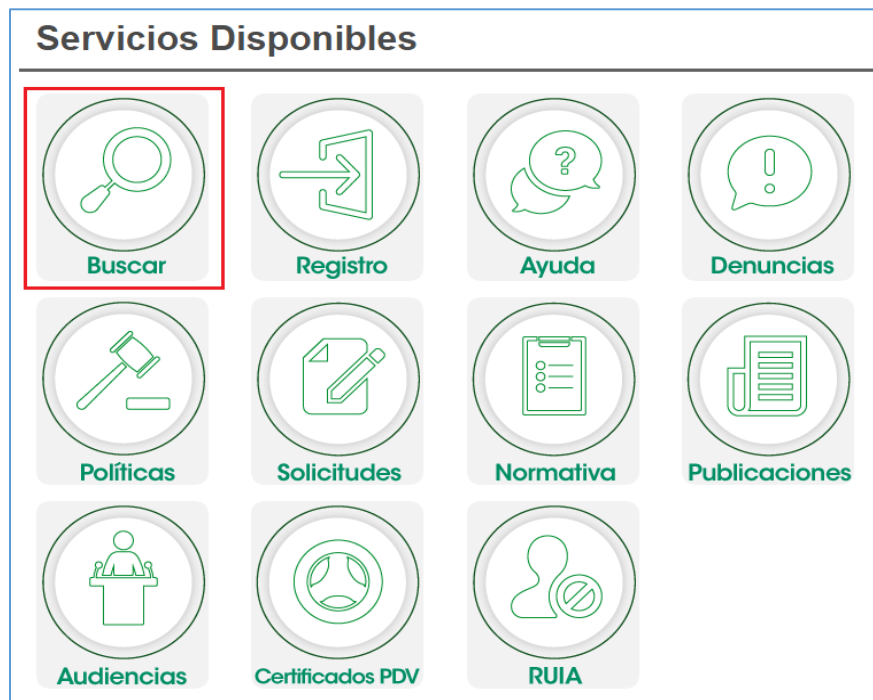 Servicios Disponibles
Buscar
Registro
Ayuda
Denuncias
Políticas
Solicitudes
Normativa
Publicaciones
Audiencias
Certificados PDV
RUIA